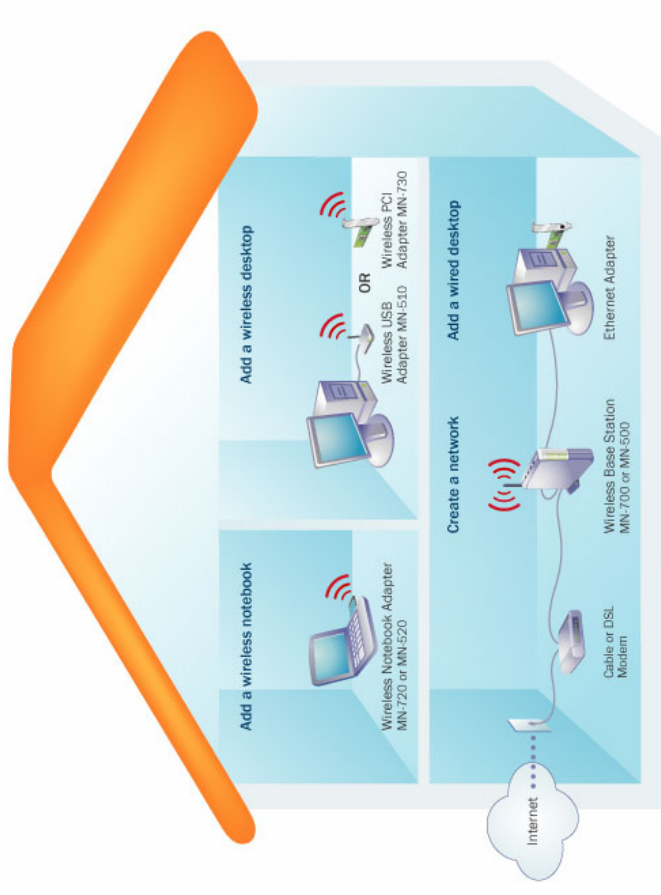 Add a wireless notebook
Wireless Notebook Adapter
MN-720 or MN-520
Add a wireless desktop
Wireless USB
Adapter MN-510
OR
Wireless PCI
Adapter MN-730
Create a network
Add a wired desktop
Internet
Cable or DSL
Modem
Wireless Base Station
MN-700 or MN-500
Ethernet Adapter